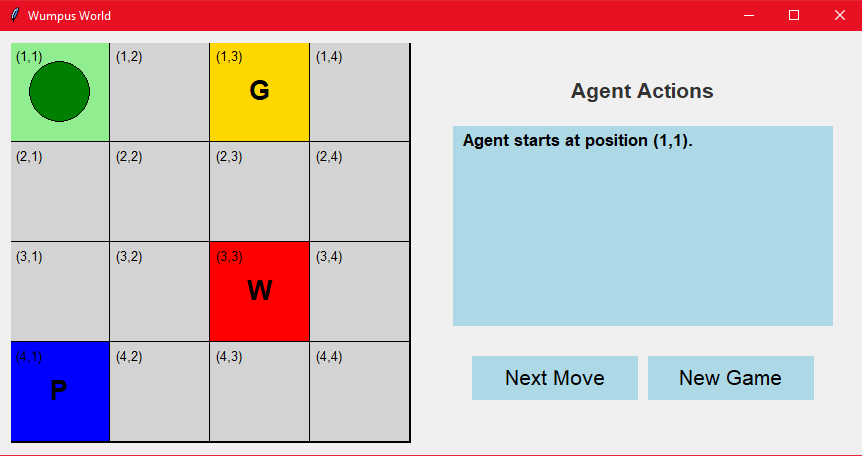 Wumpus World
(1,1) (1,2) (1,3) (1,4)
G
(2,1) (2,2) (2,3) (2,4)
(3,1) (3,2) (3,3) (3,4)
W
(4,1) (4,2) (4,3) (4,4)
P
Agent Actions
Agent starts at position (1,1).
Next Move New Game